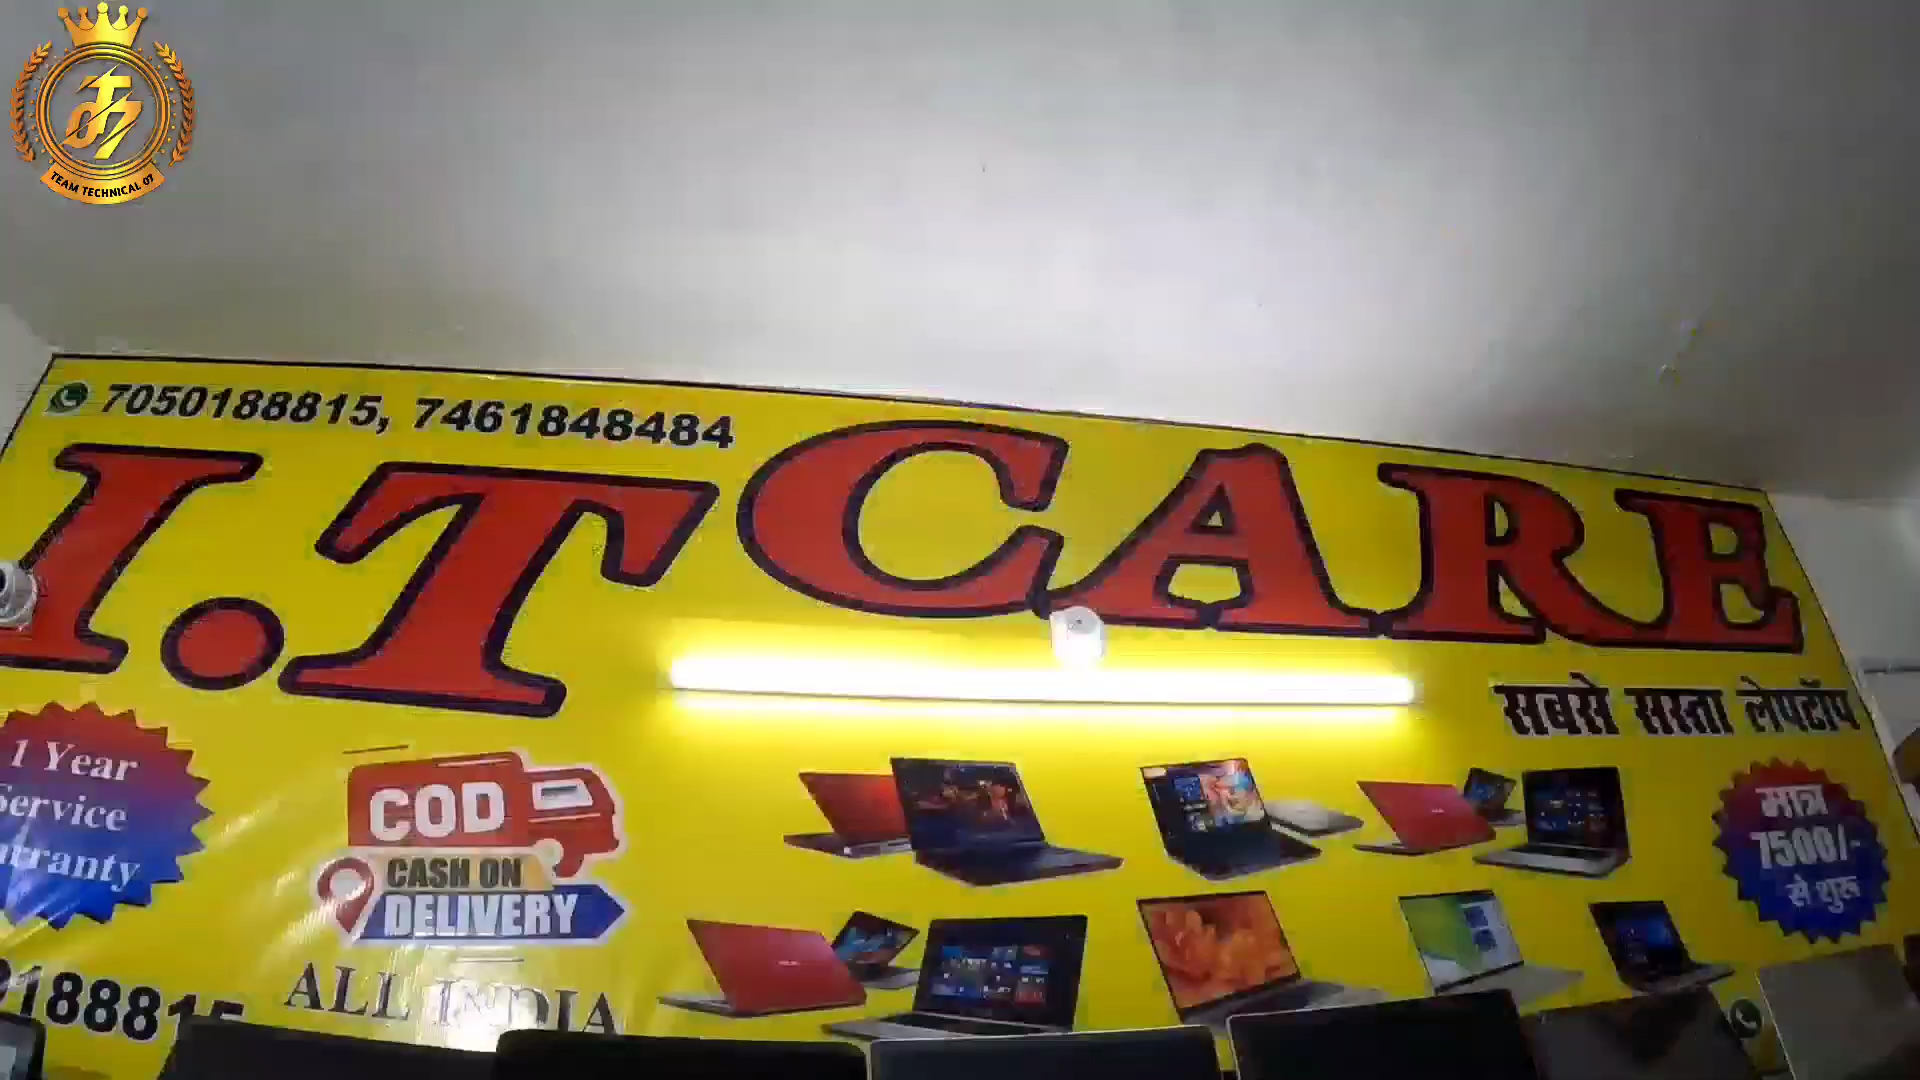 TEAM TECHNICAL 07
7050188815, 7461848484
I.T CARE
सबसे सस्ता लेपटॉप
1 Year
Service
COD
CASH ON
DELIVERY
ALL INDIA
मात्र
7500/-
से शुरू
188815